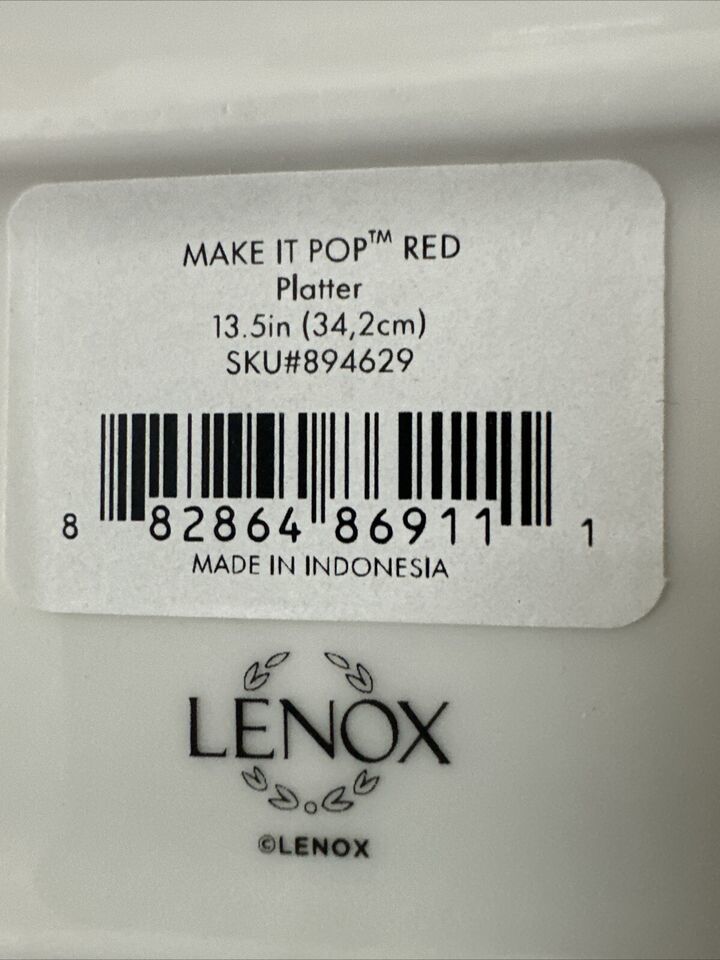 MAKE IT POP™ RED
Platter
13.5in (34,2cm)
SKU#894629
8 82864 86911 1
MADE IN INDONESIA
LENOX
©LENOX